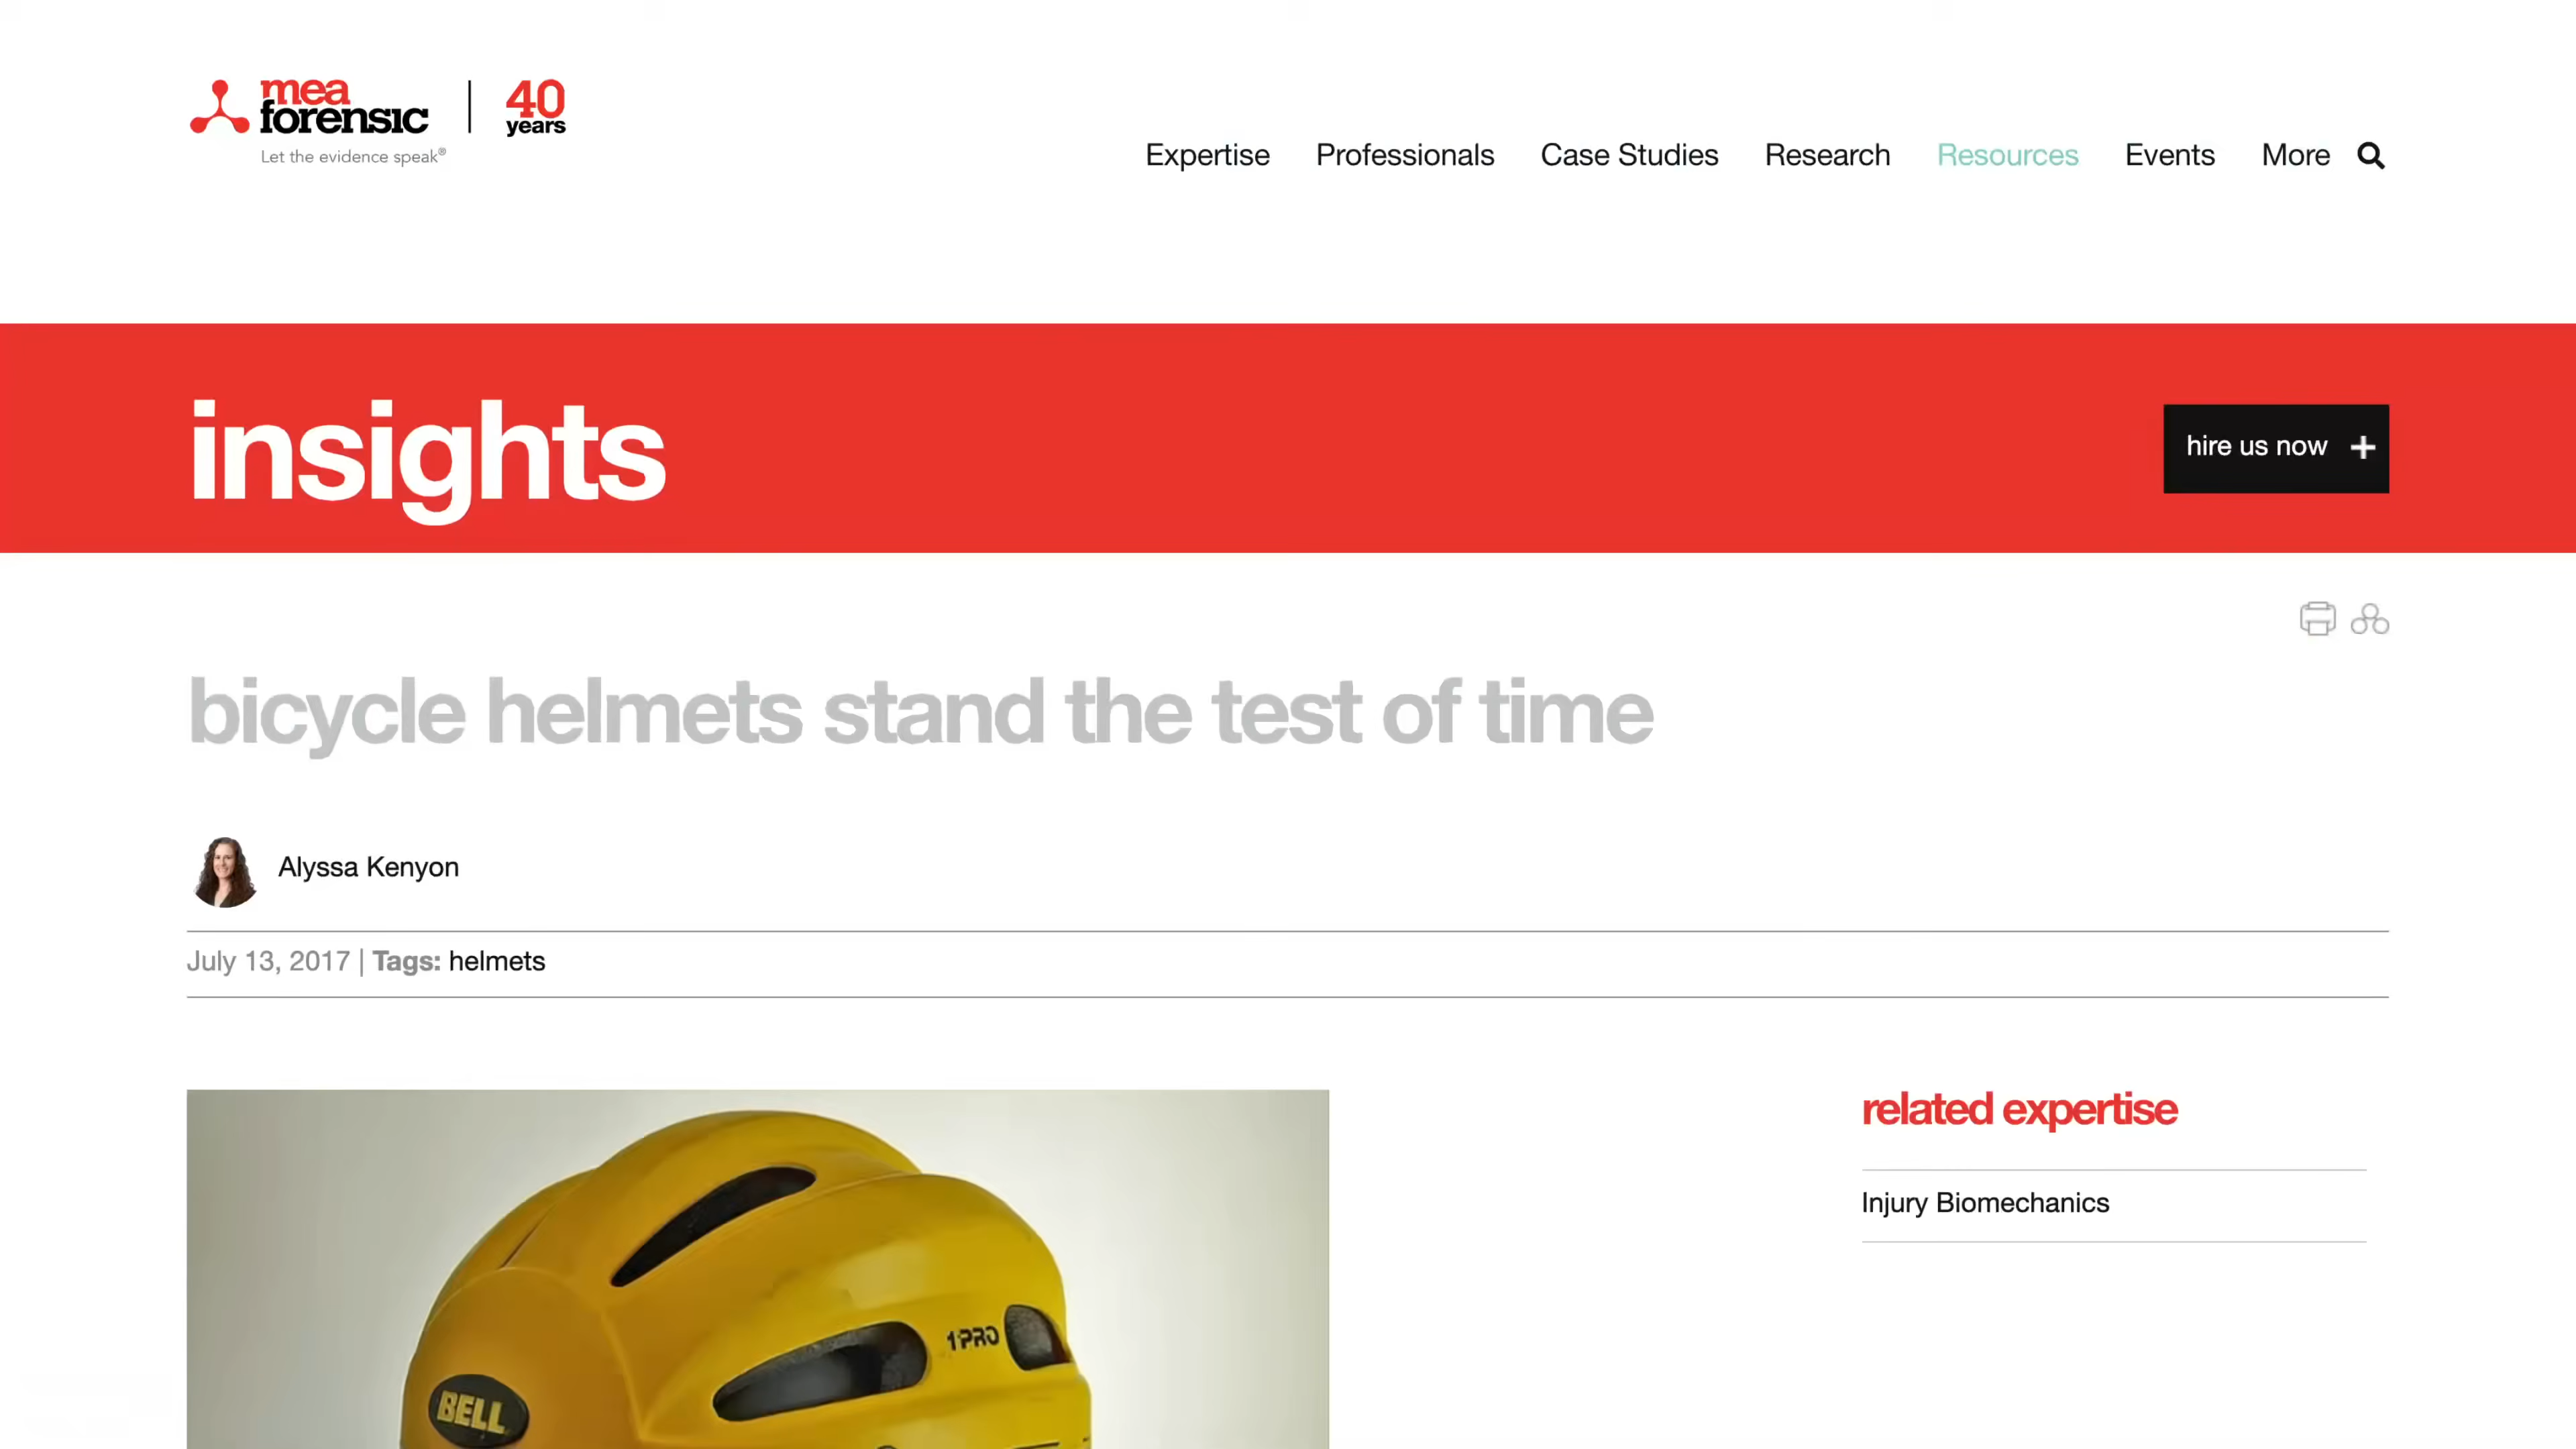 mea
forensic
Let the evidence speak®
40
years
Expertise Professionals Case Studies Research Resources Events More
insights
hire us now +
bicycle helmets stand the test of time
Alyssa Kenyon
July 13, 2017 | Tags: helmets
related expertise
Injury Biomechanics
1PRO
BELL